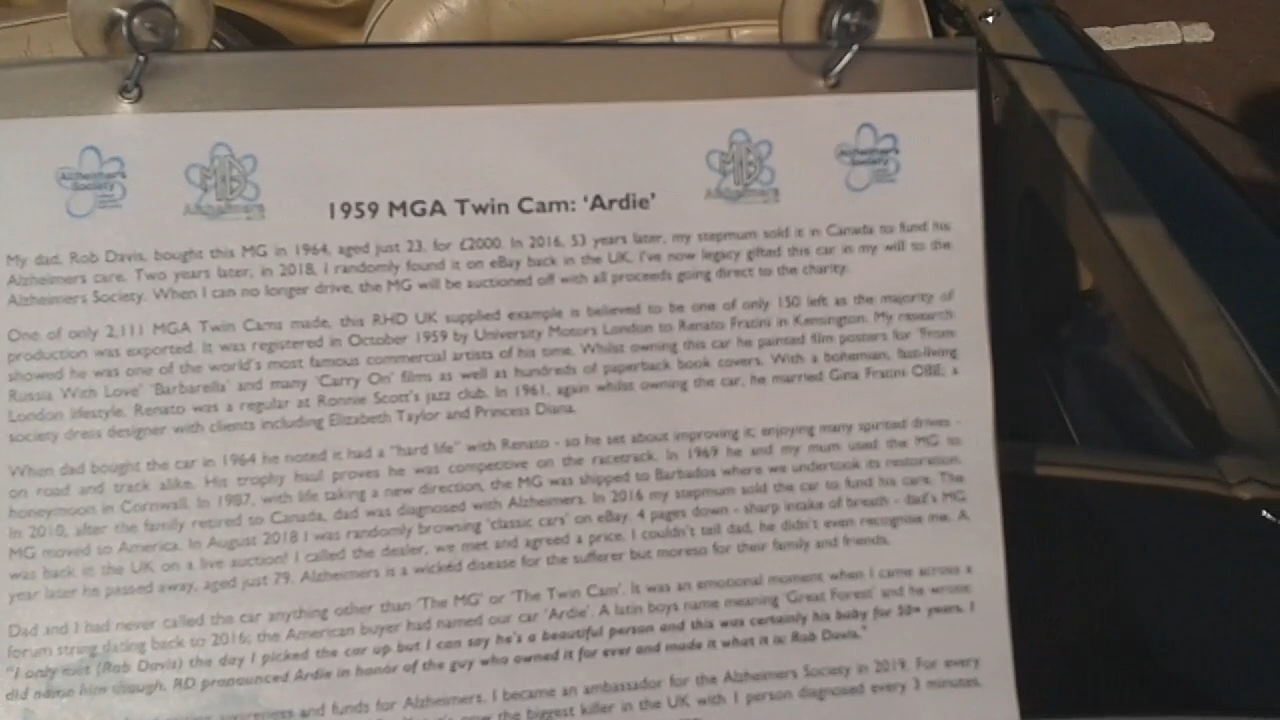 Alzheimer's Society
MG
Alzheimers
MG
Alzheimers
Alzheimer's Society
1959 MGA Twin Cam: 'Ardie'
My dad, Rob Davis, bought this MG in 1964, aged just 23, for £2000. In 2016, 53 years later, my stepmum sold it in Canada to fund his
Alzheimers care. Two years later, in 2018, I randomly found it on eBay back in the UK. I've now legacy gifted this car in my will to the
Alzheimers Society. When I can no longer drive, the MG will be auctioned off with all proceeds going direct to the charity.
One of only 2,111 MGA Twin Cams made, this RHD UK supplied example is believed to be one of only 150 left as the majority of
production was exported. It was registered in October 1959 by University Motors London to Renato Fratini in Kensington. My research
showed he was one of the world's most famous commercial artists of his time. Whilst owning this car he painted film posters for 'From
Russia With Love' 'Barbarella' and many 'Carry On' films as well as hundreds of paperback book covers. With a bohemian, fast-living
London lifestyle, Renato was a regular at Ronnie Scott's jazz club. In 1961, again whilst owning the car, he married Gina Fratini OBE, a
society dress designer with clients including Elizabeth Taylor and Princess Diana.
When dad bought the car in 1964 he noted it had a "hard life" with Renato - so he set about improving it; enjoying many spirited drives -
on road and track alike. His trophy haul proves he was competitive on the racetrack. In 1969 he and my mum used the MG to
honeymoon in Cornwall. In 1987, with life taking a new direction, the MG was shipped to Barbados where we undertook its restoration.
In 2010, after the family retired to Canada, dad was diagnosed with Alzheimers. In 2016 my stepmum sold the car to fund his care. The
MG moved to America. In August 2018 I was randomly browsing 'classic cars' on eBay. 4 pages down - sharp intake of breath - dad's MG
was back in the UK on a live auction! I called the dealer, we met and agreed a price. I couldn't tell dad, he didn't even recognise me. A
year later he passed away, aged just 79. Alzheimers is a wicked disease for the sufferer but moreso for their family and friends.
Dad and I had never called the car anything other than 'The MG' or 'The Twin Cam'. It was an emotional moment when I came across a
forum string dating back to 2016; the American buyer had named our car 'Ardie'. A latin boys name meaning 'Great Forest' and he wrote:
"I only met (Rob Davis) the day I picked the car up but I can say he's a beautiful person and this was certainly his baby for 50+ years. I
did name him though. RD pronounced Ardie in honor of the guy who owned it for ever and made it what it is: Rob Davis."
awareness and funds for Alzheimers. I became an ambassador for the Alzheimers Society in 2019. For every
now the biggest killer in the UK with 1 person diagnosed every 3 minutes.